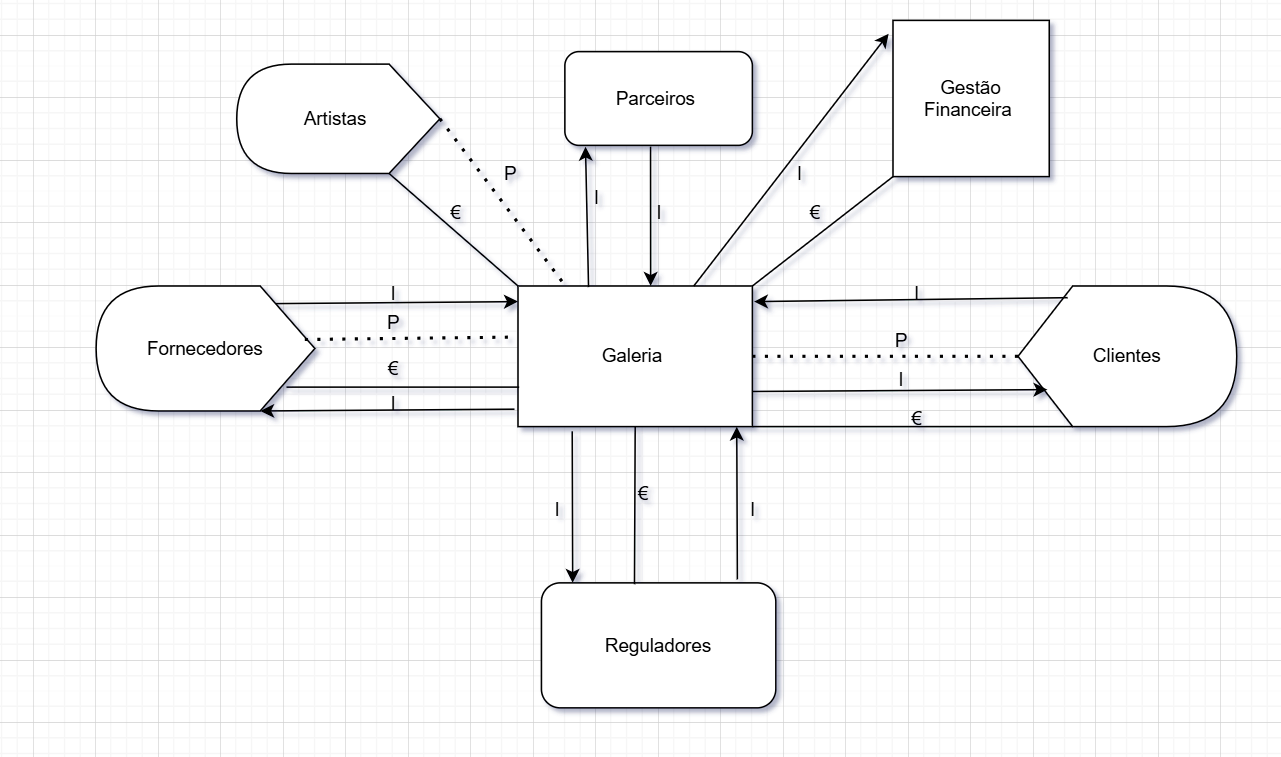 Artistas
Parceiros
Gestão
Financeira
P
I
I
I
€
€
Fornecedores
I
P
€
I
Galeria
I
P
I
€
Clientes
I
€
I
Reguladores